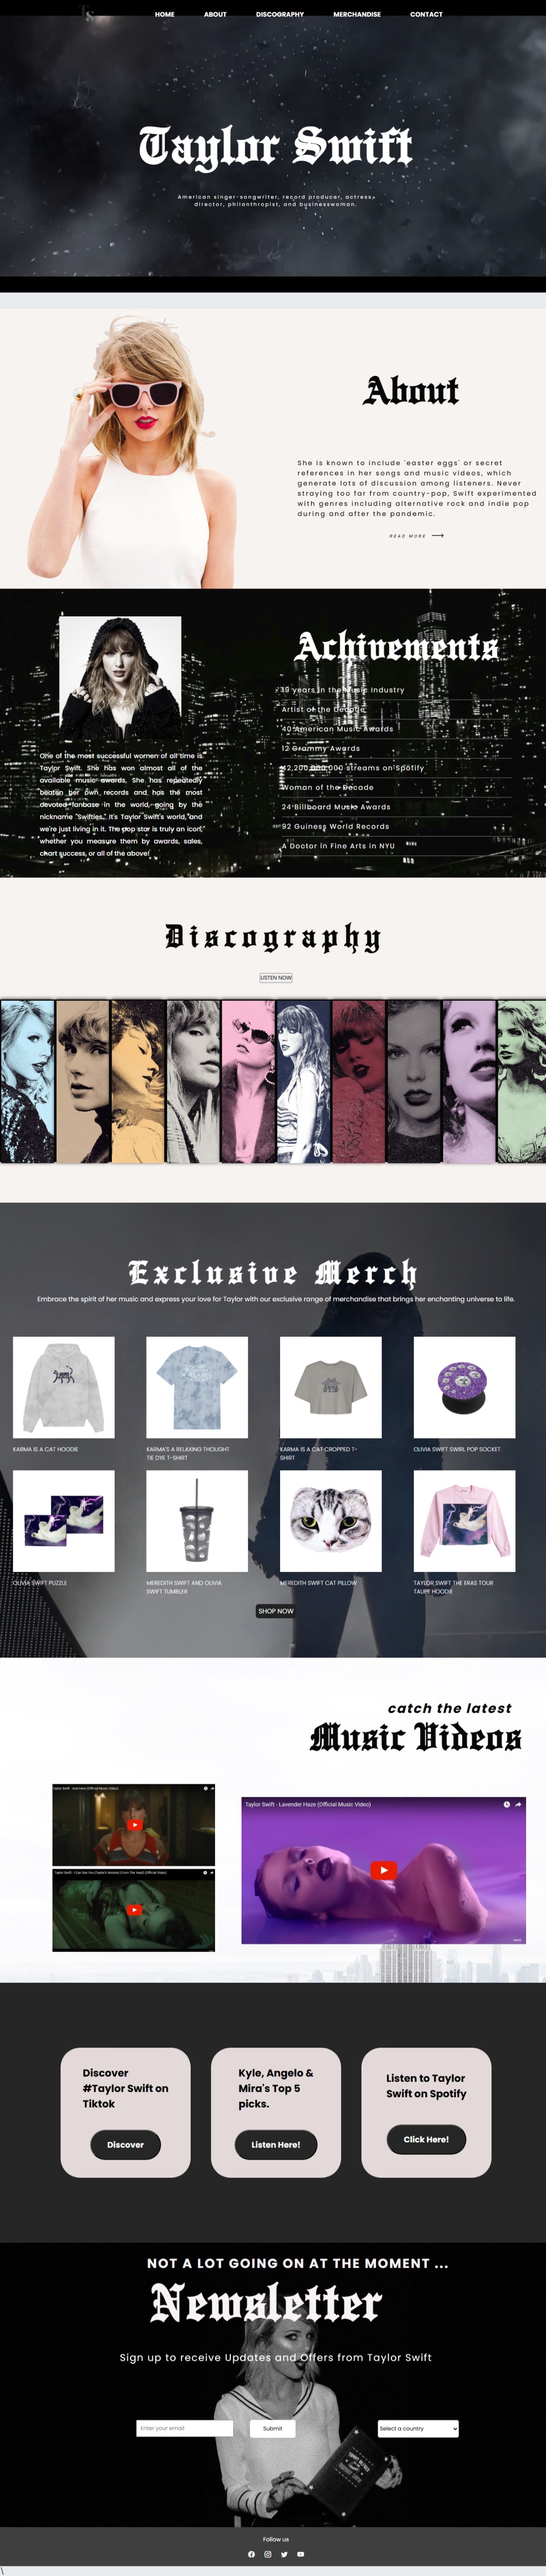 TS
HOME ABOUT DISCOGRAPHY MERCHANDISE CONTACT
Taylor Swift
American singer-songwriter, record producer, actress,
director, philanthropist, and businesswoman.
About
She is known to include 'easter eggs' or secret
references in her songs and music videos, which
generate lots of discussion among listeners. Never
straying too far from country-pop, Swift experimented
with genres including alternative rock and indie pop
during and after the pandemic.
READ MORE
One of the most successful women of all time is
Taylor Swift. She has won almost all of the
available music awards, She has repeatedly
beaten her own records and has the most
devoted fanbase in the world, going by the
nickname "Swifties." It's Taylor Swift's world, and
we're just living in it. The pop star is truly an icon,
whether you measure them by awards, sales,
chart success, or all of the above!
Achivements
19 years in the Music Industry
Artist of the Decade
40 American Music Awards
12 Grammy Awards
Woman of the Decade
24 Billboard Music Awards
92 Guiness World Records
A Doctor in Fine Arts in NYU
Discography
LISTEN NOW
Exclusive Merch
Embrace the spirit of her music and express your love for Taylor with our exclusive range of merchandise that brings her enchanting universe to life.
KARMA IS A CAT HOODIE
KARMA'S A RELAXING THOUGHT
TIE DYE T-SHIRT
KARMA IS A CAT CROPPED T-
SHIRT
OLIVIA SWIFT SWIRL POP SOCKET
OLIVIA SWIFT PUZZLE
MEREDITH SWIFT AND OLIVIA
SWIFT TUMBLER
MEREDITH SWIFT CAT PILLOW
TAYLOR SWIFT THE ERAS TOUR
TAUPE HOODIE
SHOP NOW
catch the latest
Music Videos
Taylor Swift - Anti-Hero (Official Music Video)
Taylor Swift - I Can See You (Taylor's Version) (From The Vault) (Official Video)
Taylor Swift - Lavender Haze (Official Music Video)
Discover
#Taylor Swift on
Tiktok
Discover
Kyle, Angelo &
Mira's Top 5
picks.
Listen Here!
Listen to Taylor
Swift on Spotify
Click Here!
NOT A LOT GOING ON AT THE MOMENT ...
Newsletter
Sign up to receive Updates and Offers from Taylor Swift
Enter your email
Submit
Select a country
Follow us
\